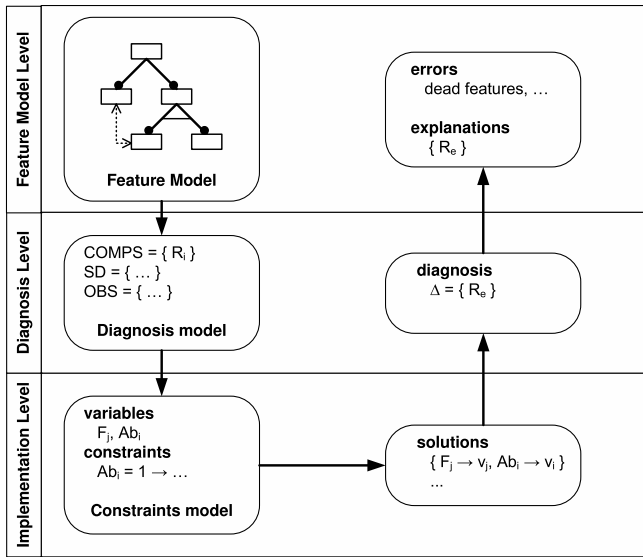 Feature Model Level
Feature Model
errors
dead features, ...
explanations
{ Re }
Diagnosis Level
COMPS = { Ri }
SD = { ... }
OBS = { ... }
Diagnosis model
diagnosis
Δ = { Re }
Implementation Level
variables
Fj, Abi
constraints
Abi = 1 → ...
Constraints model
solutions
{ Fj → vj, Abi → vi }
...